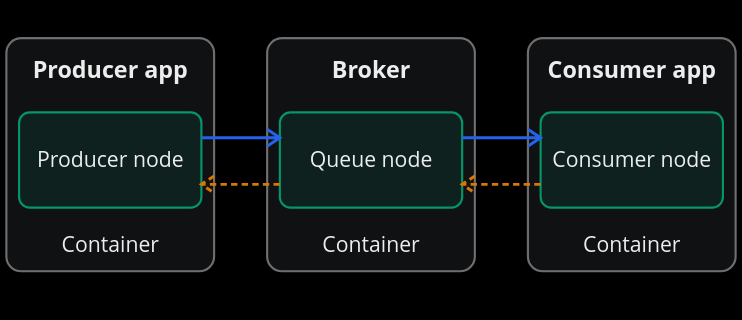 Producer app
Broker
Consumer app
Producer node
Queue node
Consumer node
Container
Container
Container